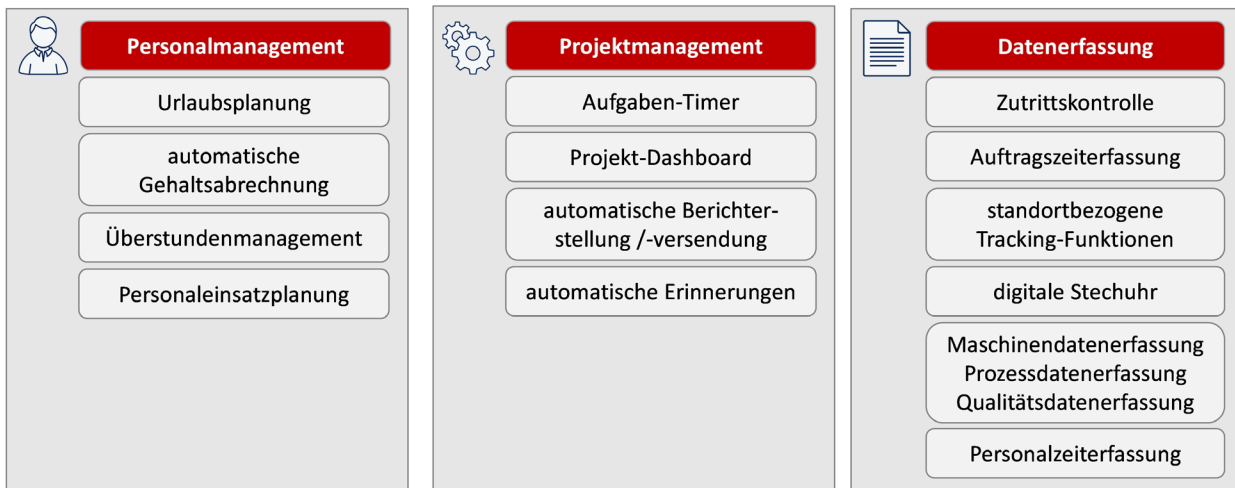 Personalmanagement
Urlaubsplanung
automatische
Gehaltsabrechnung
Überstundenmanagement
Personaleinsatzplanung
Projektmanagement
Aufgaben-Timer
Projekt-Dashboard
automatische Berichter-
stellung /-versendung
automatische Erinnerungen
Datenerfassung
Zutrittskontrolle
Auftragszeiterfassung
standortbezogene
Tracking-Funktionen
digitale Stechuhr
Maschinendatenerfassung
Prozessdatenerfassung
Qualitätsdatenerfassung
Personalzeiterfassung